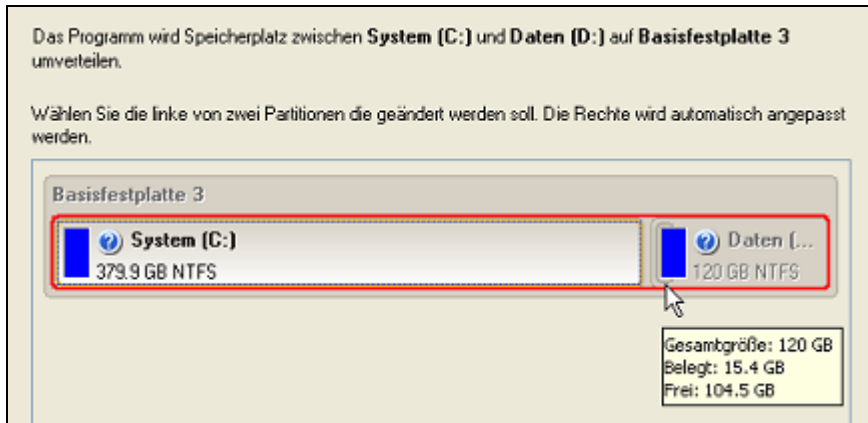 Das Programm wird Speicherplatz zwischen System (C:) und Daten (D:) auf Basisfestplatte 3
umverteilen.
Wählen Sie die linke von zwei Partitionen die geändert werden soll. Die Rechte wird automatisch angepasst
werden.
Basisfestplatte 3
System (C:)
379.9 GB NTFS
Daten (...
120 GB NTFS
Gesamtgröße: 120 GB
Belegt: 15.4 GB
Frei: 104.5 GB